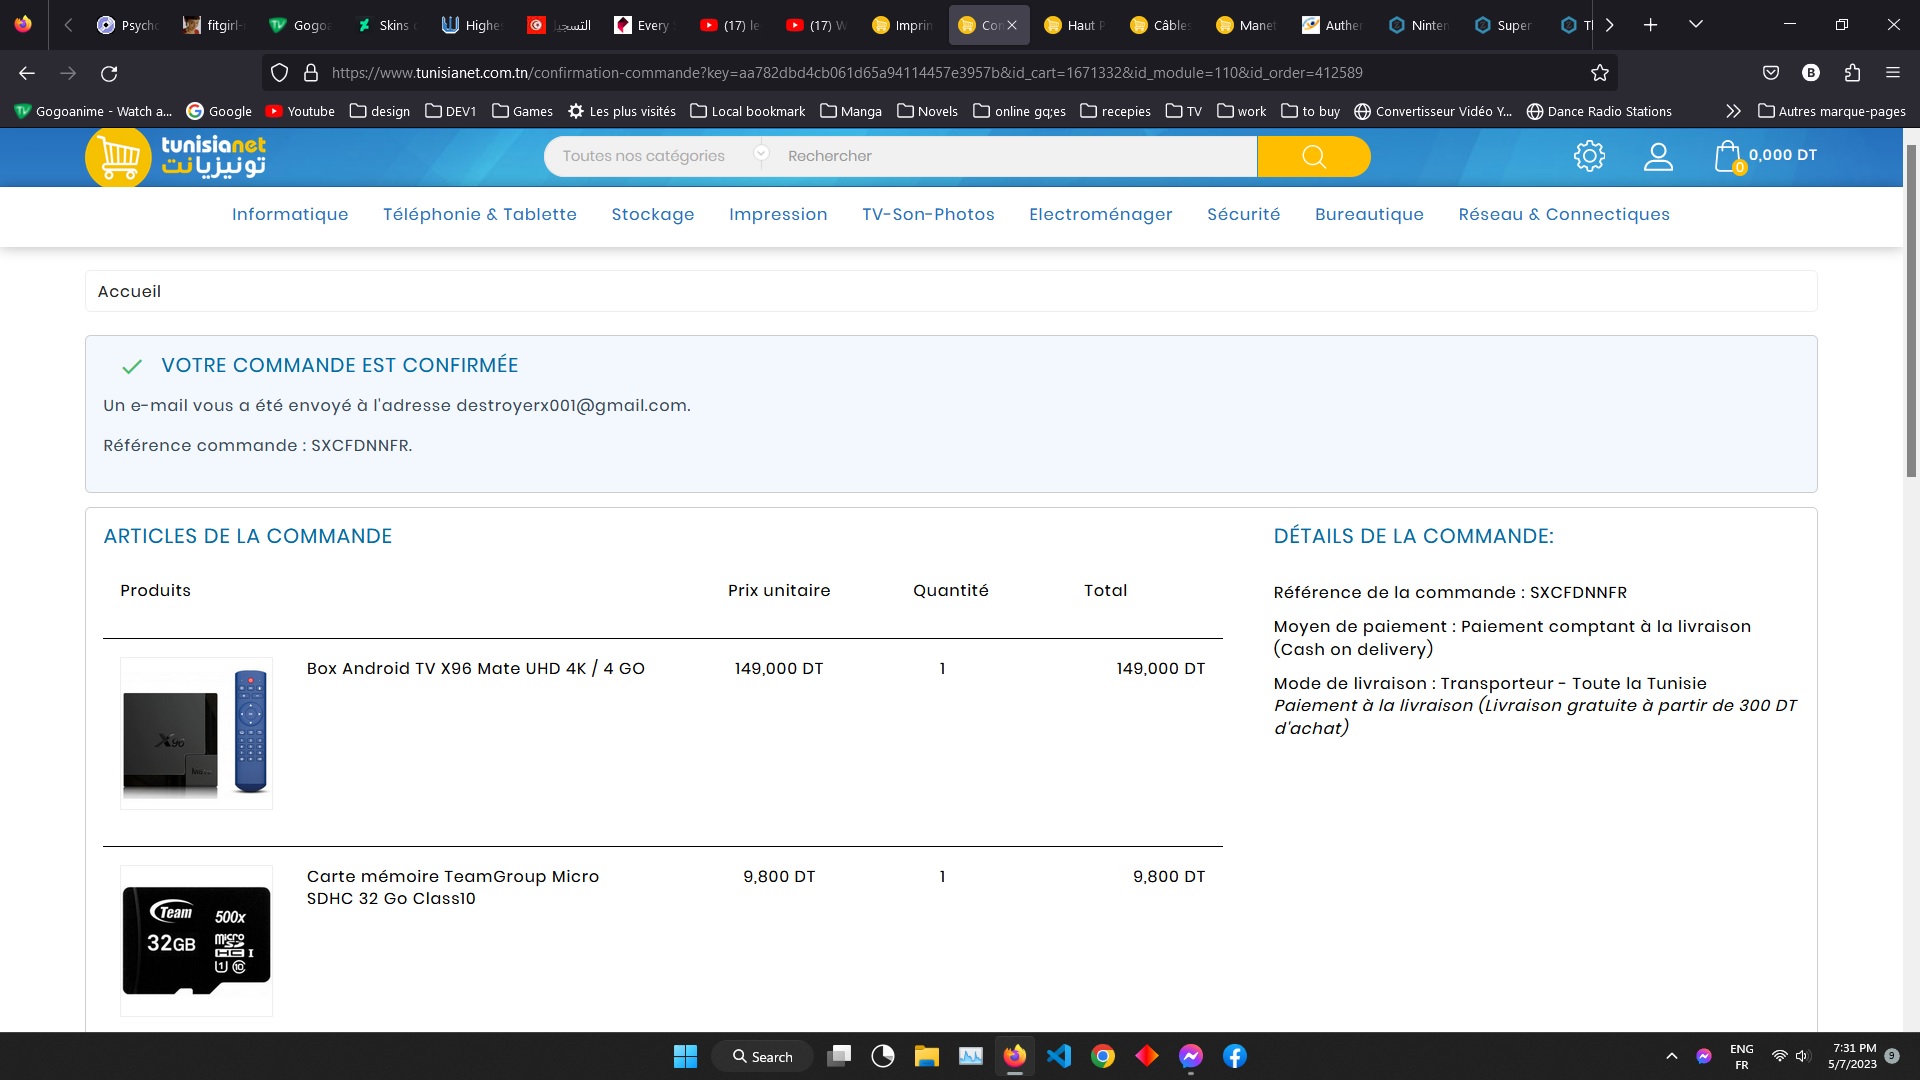 Psycho
fitgirl-
Gogoa
Skins
Highe
التسجيل
Every
(17) le
(17) W
Imprin
Con
Haut P
Câbles
Manet
Authen
Ninten
Super
https://www.tunisianet.com.tn/confirmation-commande?key=aa782dbd4cb061d65a94114457e3957b&id_cart=1671332&id_module=110&id_order=412589
B
Gogoanime - Watch a...
Google
Youtube
design
DEV1
Games
Les plus visités
Local bookmark
Manga
Novels
online gq;es
recepies
TV
work
to buy
Convertisseur Vidéo Y...
Dance Radio Stations
Autres marque-pages
tunisianet
تونيزيانت
Toutes nos catégories
Rechercher
0
0,000 DT
Informatique
Téléphonie & Tablette
Stockage
Impression
TV-Son-Photos
Electroménager
Sécurité
Bureautique
Réseau & Connectiques
Accueil
VOTRE COMMANDE EST CONFIRMÉE
Un e-mail vous a été envoyé à l'adresse destroyerx001@gmail.com.
Référence commande : SXCFDNNFR.
ARTICLES DE LA COMMANDE
Produits Prix unitaire Quantité Total
Box Android TV X96 Mate UHD 4K / 4 GO 149,000 DT 1 149,000 DT
X96
Carte mémoire TeamGroup Micro
SDHC 32 Go Class10
9,800 DT 1 9,800 DT
Team 500x
32GB micro
SD
HC I
U1 10
DÉTAILS DE LA COMMANDE:
Référence de la commande : SXCFDNNFR
Moyen de paiement : Paiement comptant à la livraison
(Cash on delivery)
Mode de livraison : Transporteur - Toute la Tunisie
Paiement à la livraison (Livraison gratuite à partir de 300 DT
d'achat)
Search
ENG
FR
7:31 PM
5/7/2023
9